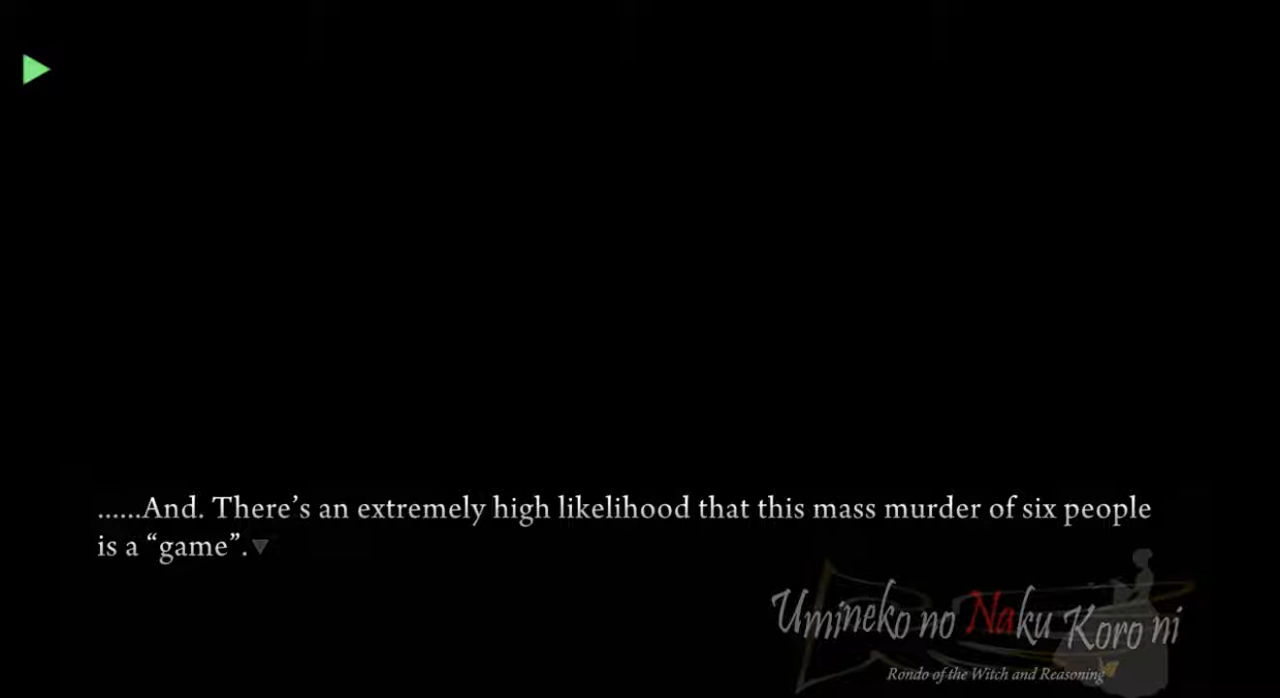 ......And. There's an extremely high likelihood that this mass murder of six people
is a “game”.
Umineko no Naku Koro ni
Rondo of the Witch and Reasoning